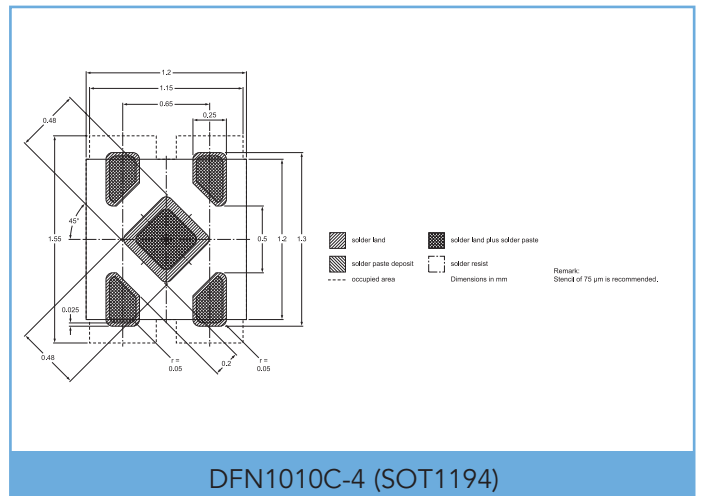 1.2
1.15
0.65
0.48
0.25
45°
1.55
0.5
1.2
1.3
0.025
0.48
r =
0.05
0.2
r =
0.05
solder land
solder land plus solder paste
solder paste deposit
solder resist
occupied area
Dimensions in mm
Remark:
Stencil of 75 μm is recommended.
DFN1010C-4 (SOT1194)